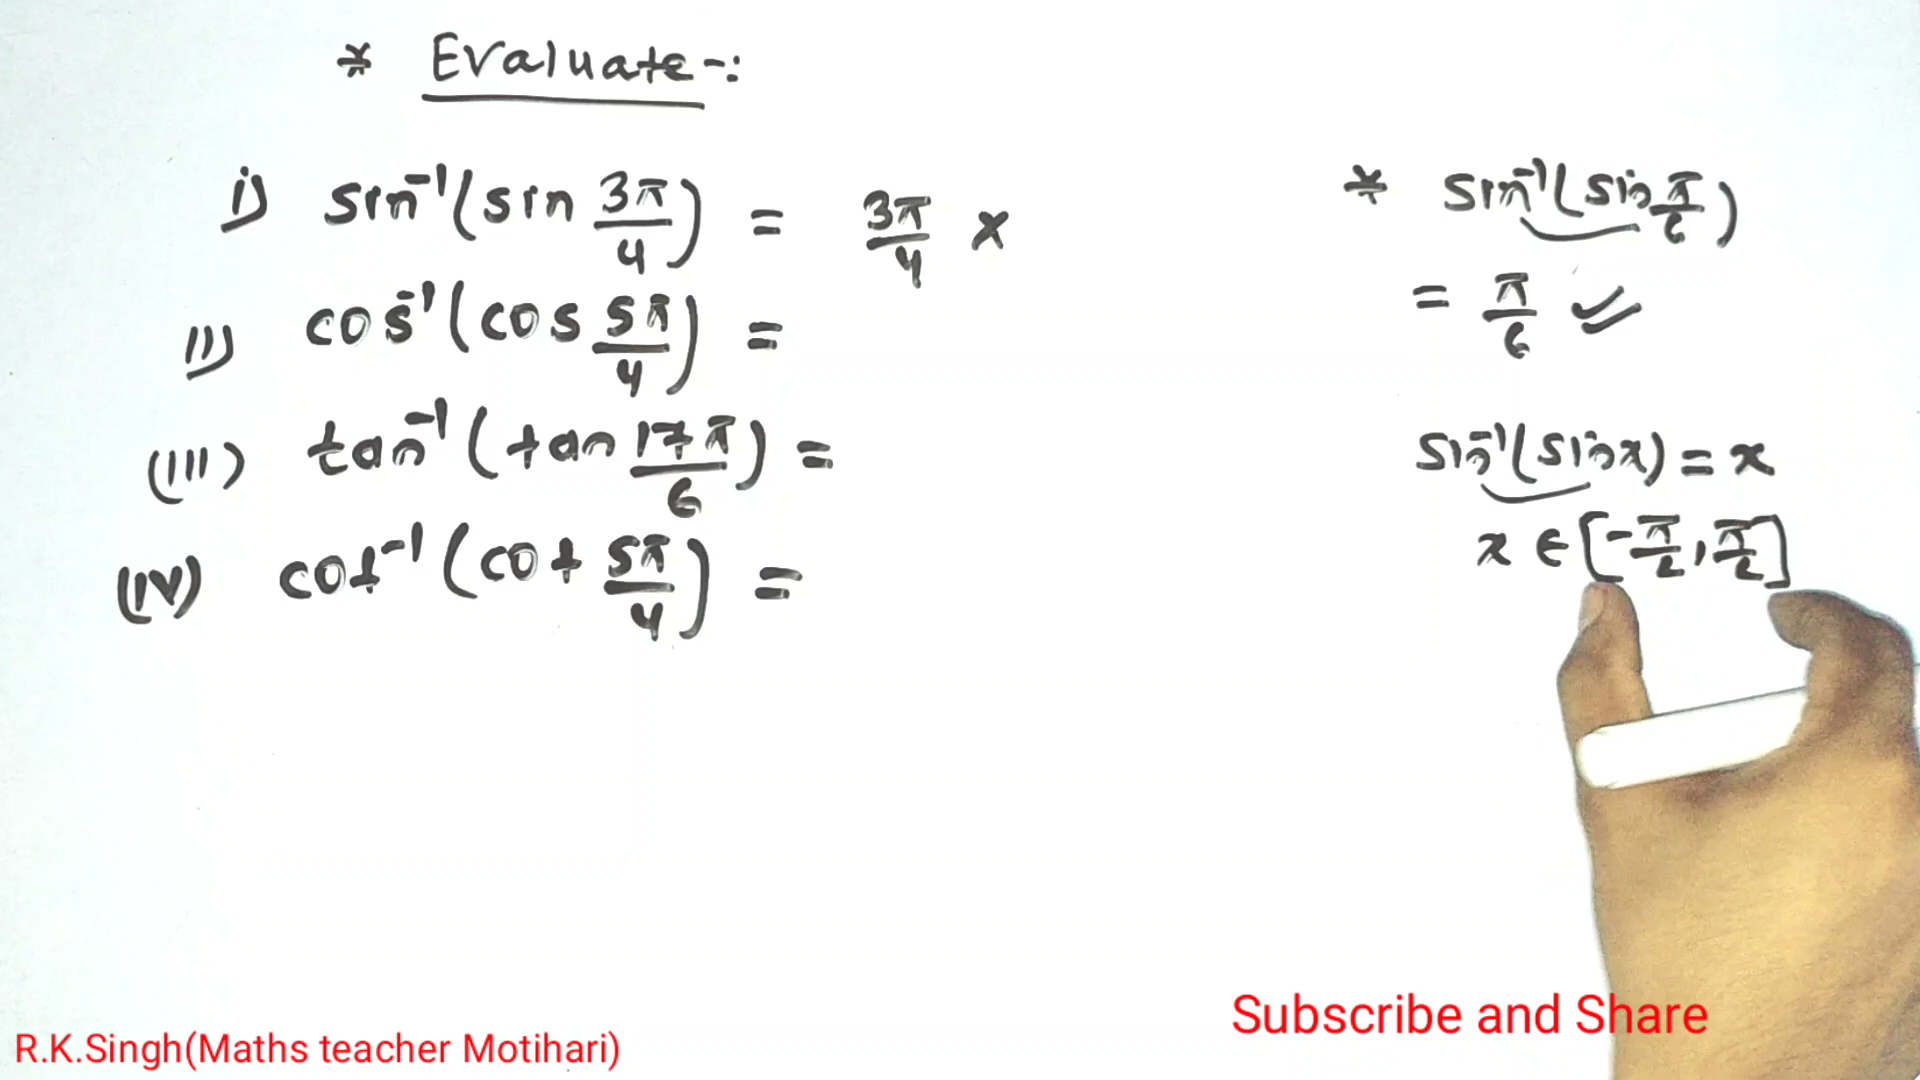 * Evaluate -:
i) sin⁻¹(sin 3π/4) = 3π/4 ×
II) cos⁻¹(cos 5π/4) =
(III) tan⁻¹(tan 17π/6) =
(IV) cot⁻¹(cot 5π/4) =
* sin⁻¹(sin π/6)
= π/6 ✓
sin⁻¹(sin x) = x
x ∈ [-π/2, π/2]
Subscribe and Share
R.K.Singh(Maths teacher Motihari)